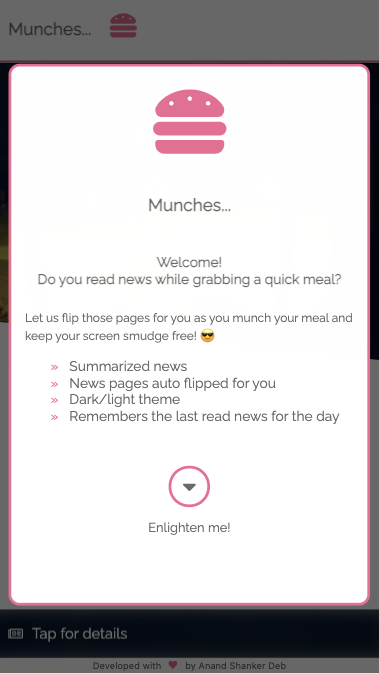 Munches...
Munches...
Welcome!
Do you read news while grabbing a quick meal?
Let us flip those pages for you as you munch your meal and
keep your screen smudge free! 😎
» Summarized news
» News pages auto flipped for you
» Dark/light theme
» Remembers the last read news for the day
Enlighten me!
Tap for details
Developed with ♥ by Anand Shanker Deb